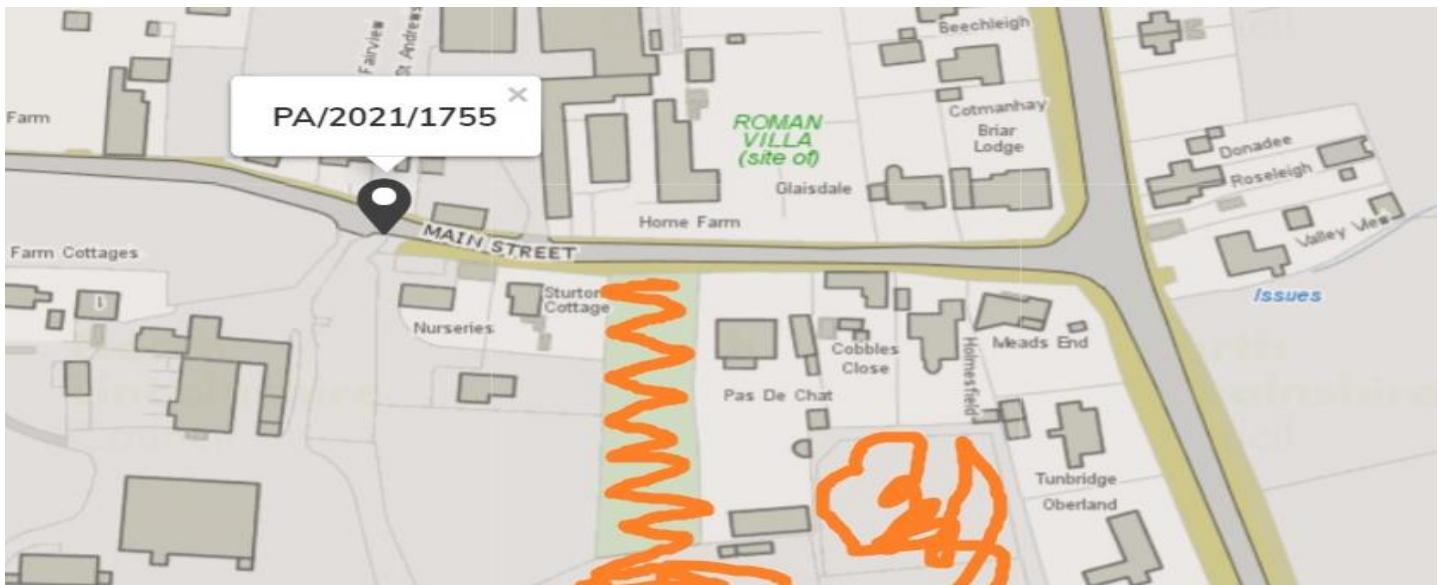 Fairview
St Andrews
Beechleigh
PA/2021/1755
×
Farm
ROMAN
VILLA
(site of)
Cotmanhay
Briar
Lodge
Donadee
Roseleigh
Glaisdale
Home Farm
MAIN STREET
Valley View
Farm Cottages
Issues
1
Sturton
Cottage
Nurseries
Cobbles
Close
Holmesfield
Meads End
Pas De Chat
Tunbridge
Oberland